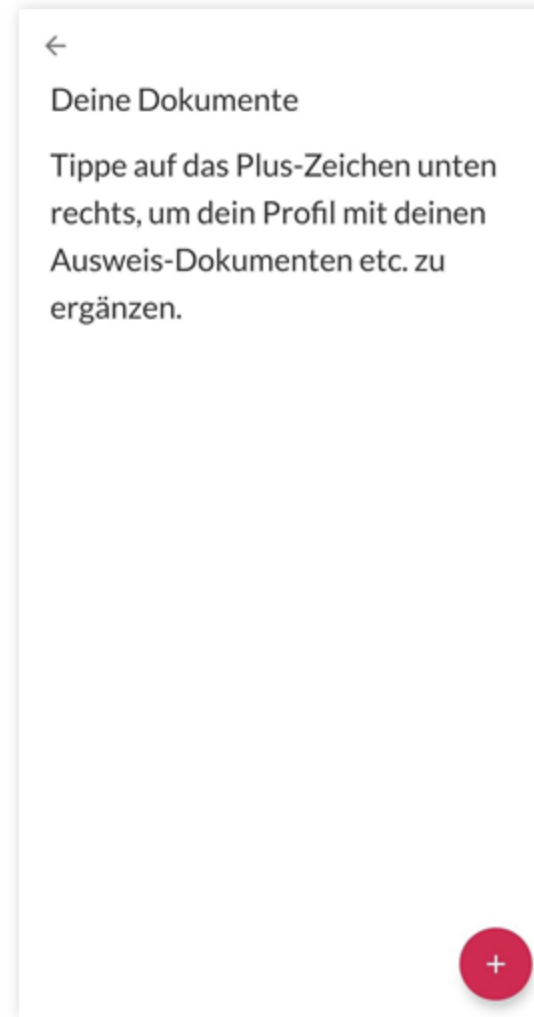 Deine Dokumente
Tippe auf das Plus-Zeichen unten
rechts, um dein Profil mit deinen
Ausweis-Dokumenten etc. zu
ergänzen.